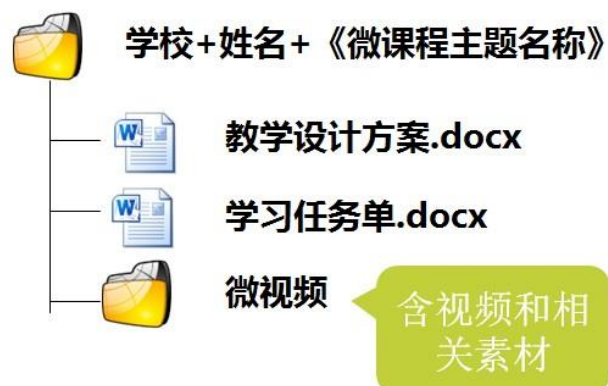 学校+姓名+《微课程主题名称》
教学设计方案.docx
学习任务单.docx
微视频
含视频和相
关素材